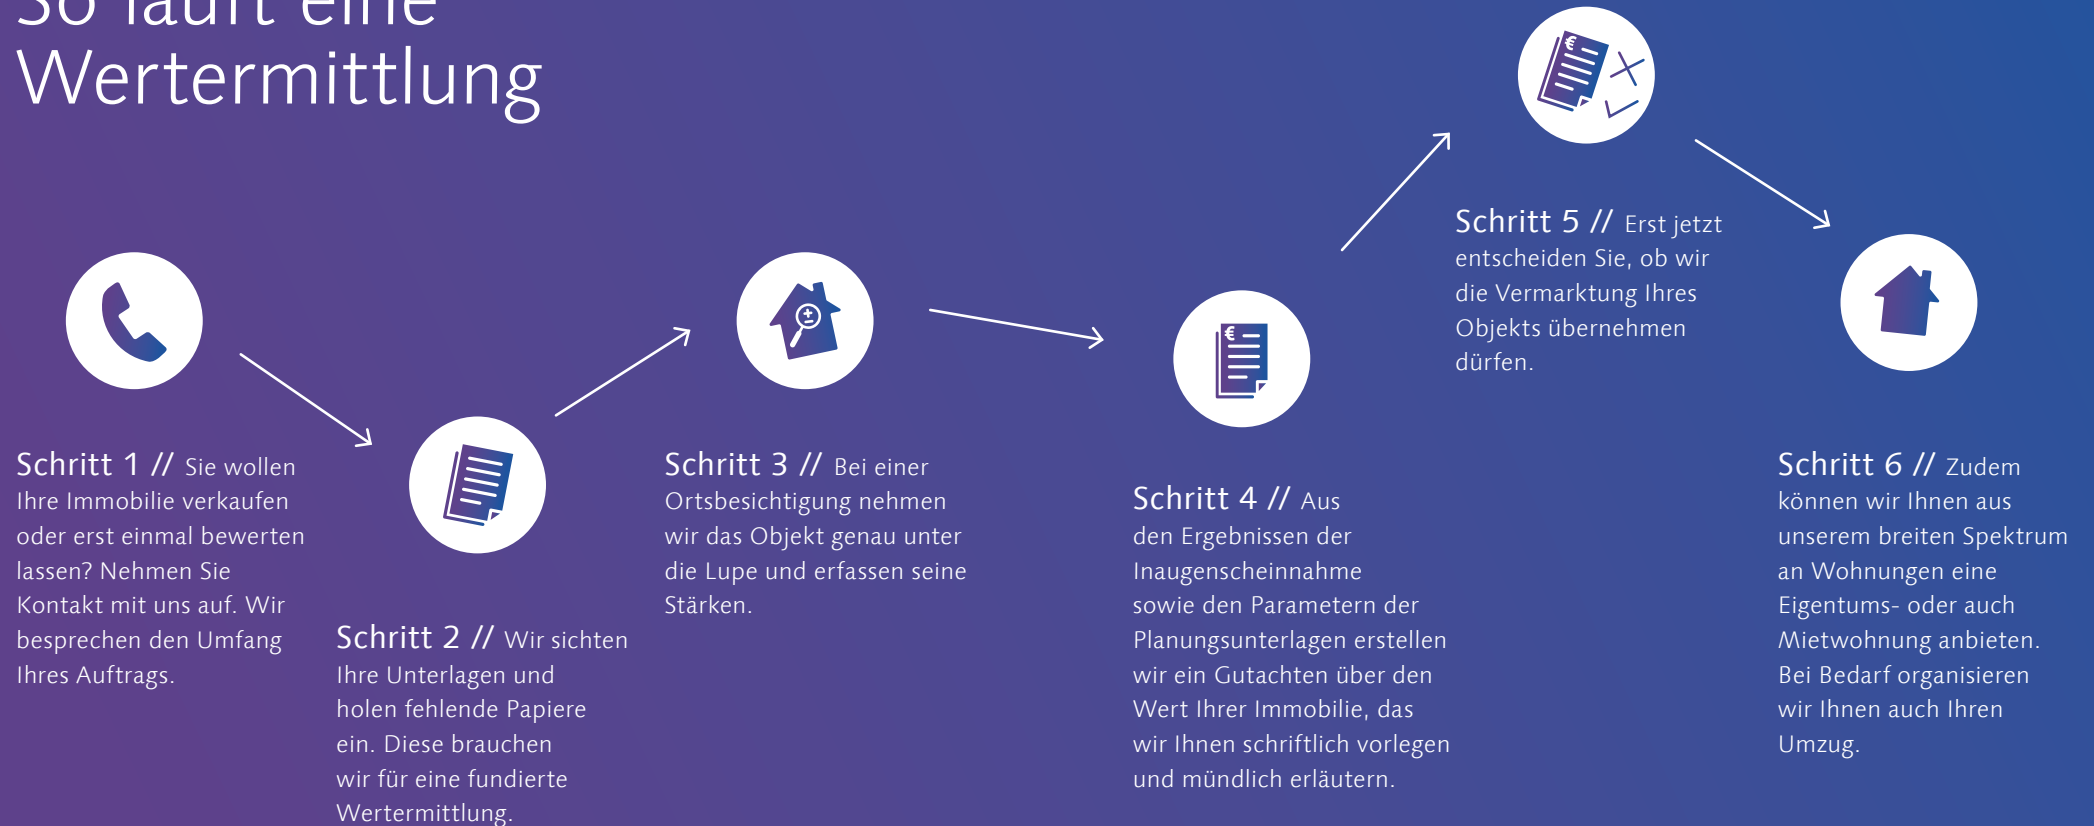 So läuft eine
Wertermittlung
Schritt 1 // Sie wollen
Ihre Immobilie verkaufen
oder erst einmal bewerten
lassen? Nehmen Sie
Kontakt mit uns auf. Wir
besprechen den Umfang
Ihres Auftrags.
Schritt 2 // Wir sichten
Ihre Unterlagen und
holen fehlende Papiere
ein. Diese brauchen
wir für eine fundierte
Wertermittlung.
Schritt 3 // Bei einer
Ortsbesichtigung nehmen
wir das Objekt genau unter
die Lupe und erfassen seine
Stärken.
Schritt 4 // Aus
den Ergebnissen der
Inaugenscheinnahme
sowie den Parametern der
Planungsunterlagen erstellen
wir ein Gutachten über den
Wert Ihrer Immobilie, das
wir Ihnen schriftlich vorlegen
und mündlich erläutern.
Schritt 5 // Erst jetzt
entscheiden Sie, ob wir
die Vermarktung Ihres
Objekts übernehmen
dürfen.
Schritt 6 // Zudem
können wir Ihnen aus
unserem breiten Spektrum
an Wohnungen eine
Eigentums- oder auch
Mietwohnung anbieten.
Bei Bedarf organisieren
wir Ihnen auch Ihren
Umzug.